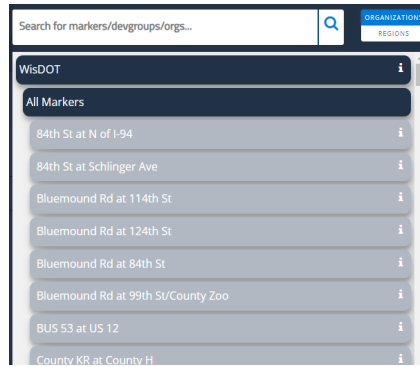 Search for markers/devgroups/orgs...
ORGANIZATIONS
REGIONS
WisDOT
All Markers
84th St at N of I-94
84th St at Schlinger Ave
Bluemound Rd at 114th St
Bluemound Rd at 124th St
Bluemound Rd at 84th St
Bluemound Rd at 99th St/County Zoo
BUS 53 at US 12
County KR at County H